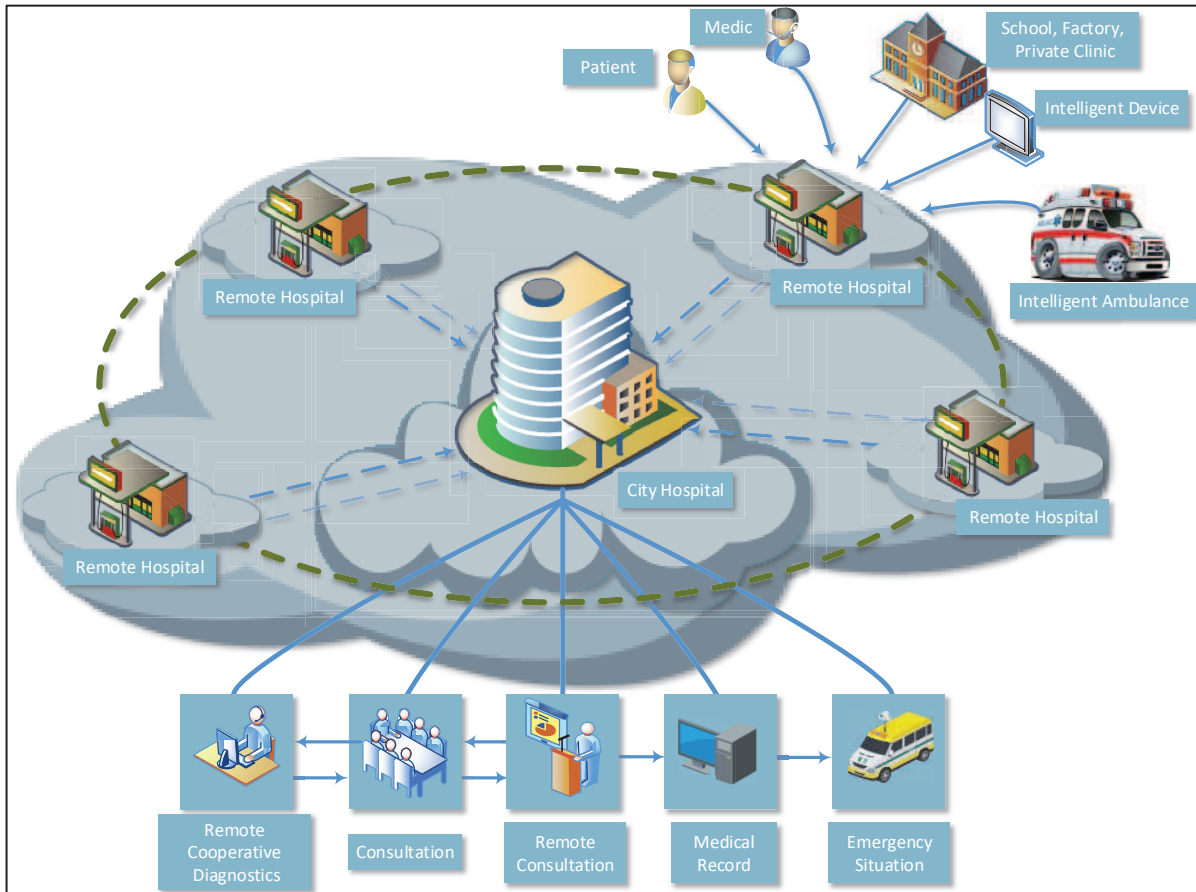 Medic
School, Factory,
Private Clinic
Patient
Intelligent Device
Remote Hospital
Remote Hospital
Intelligent Ambulance
City Hospital
Remote Hospital
Remote Hospital
Remote
Cooperative
Diagnostics
Consultation
Remote
Consultation
Medical
Record
Emergency
Situation